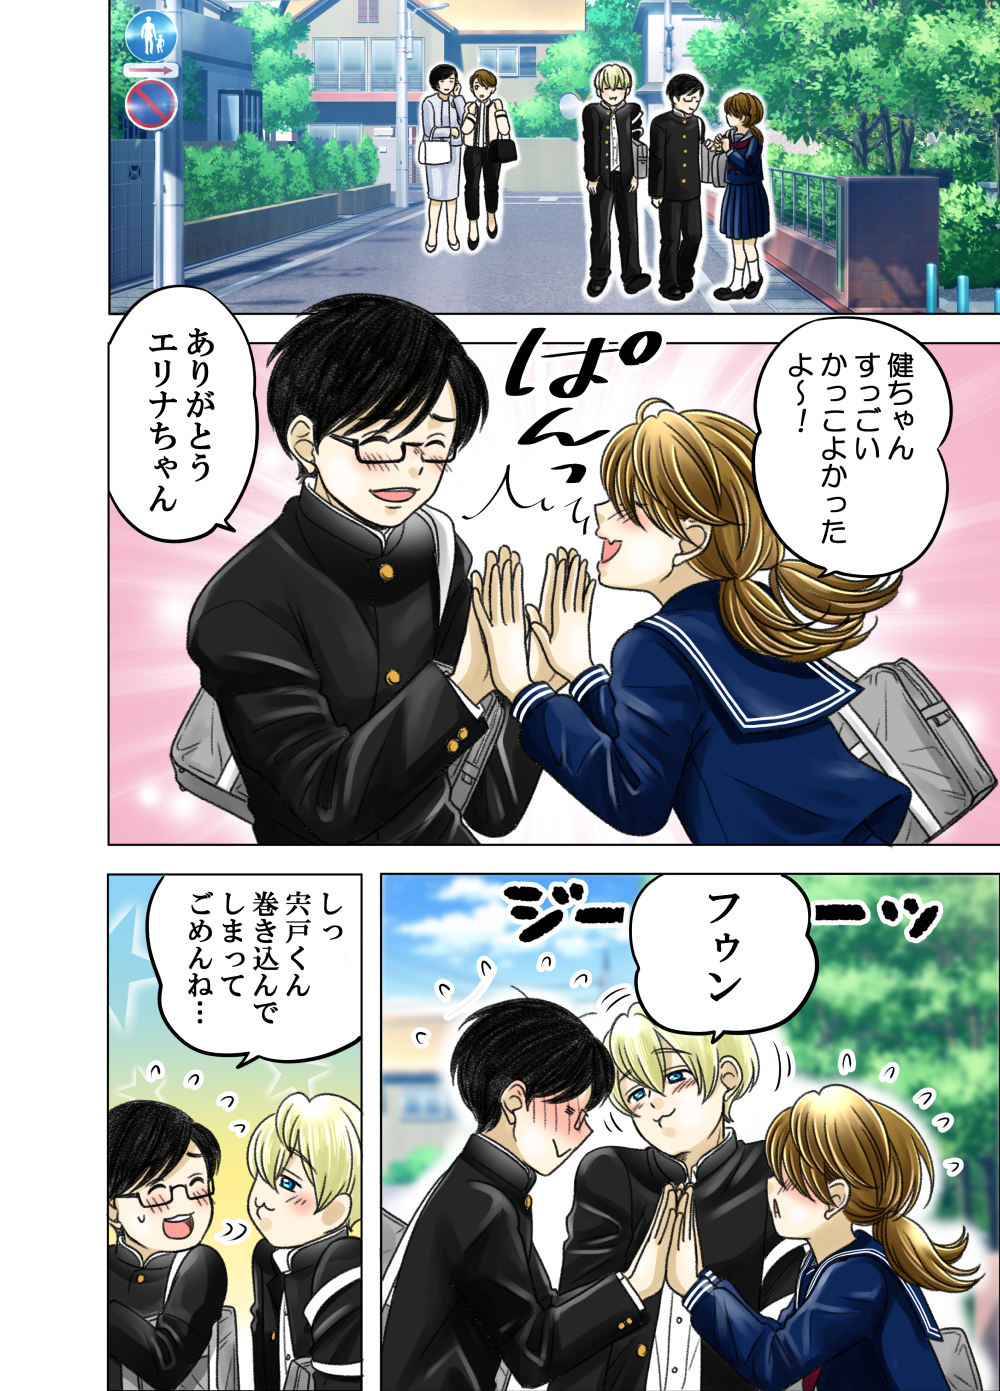 健ちゃん
すっごい
かっこよかった
よ〜！
ぱんっ
ありがとう
エリナちゃん
フゥン
ジーーッ
しっ
宍戸くん
巻き込んで
しまって
ごめんね…